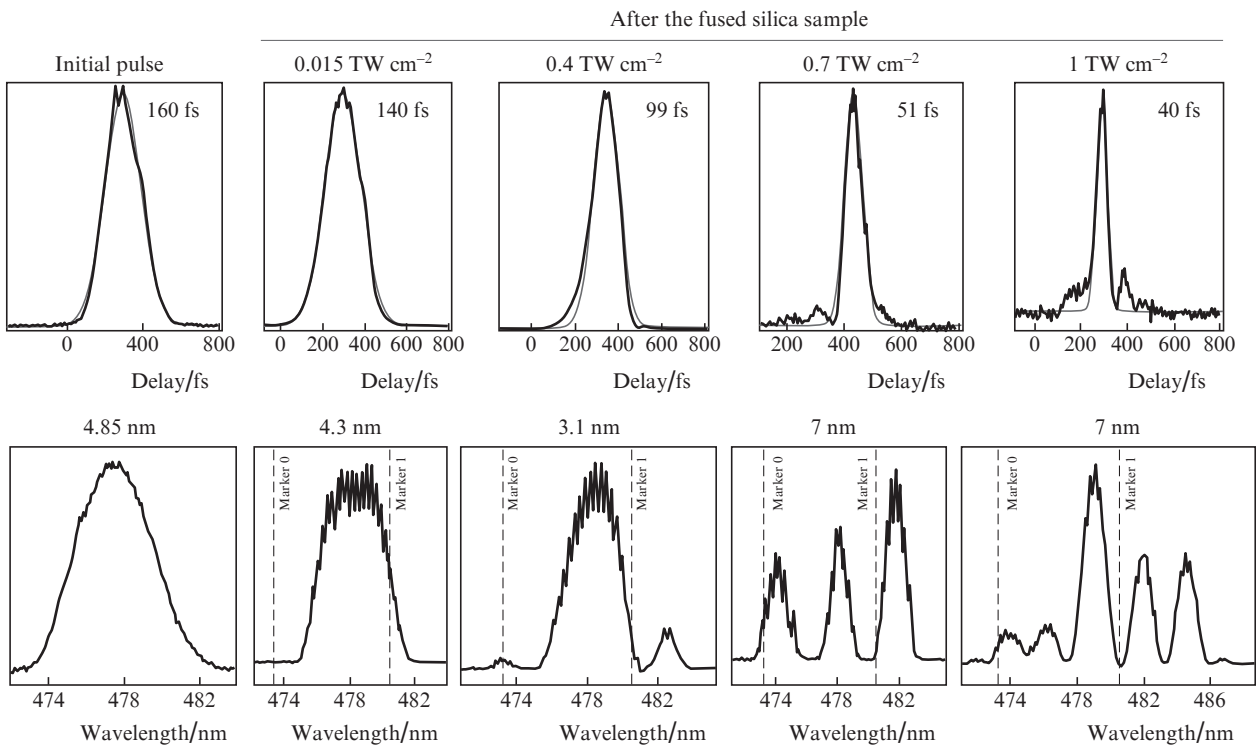 After the fused silica sample
Initial pulse 0.015 TW cm⁻² 0.4 TW cm⁻² 0.7 TW cm⁻² 1 TW cm⁻²
160 fs 140 fs 99 fs 51 fs 40 fs
0 400 800 0 200 400 600 800 0 200 400 600 800 200 400 600 800 0 200 400 600 800
Delay/fs Delay/fs Delay/fs Delay/fs Delay/fs
4.85 nm 4.3 nm 3.1 nm 7 nm 7 nm
Marker 0 Marker 1 Marker 0 Marker 1 Marker 0 Marker 1 Marker 0 Marker 1
474 478 482 474 478 482 474 478 482 474 478 482 474 478 482 486
Wavelength/nm Wavelength/nm Wavelength/nm Wavelength/nm Wavelength/nm